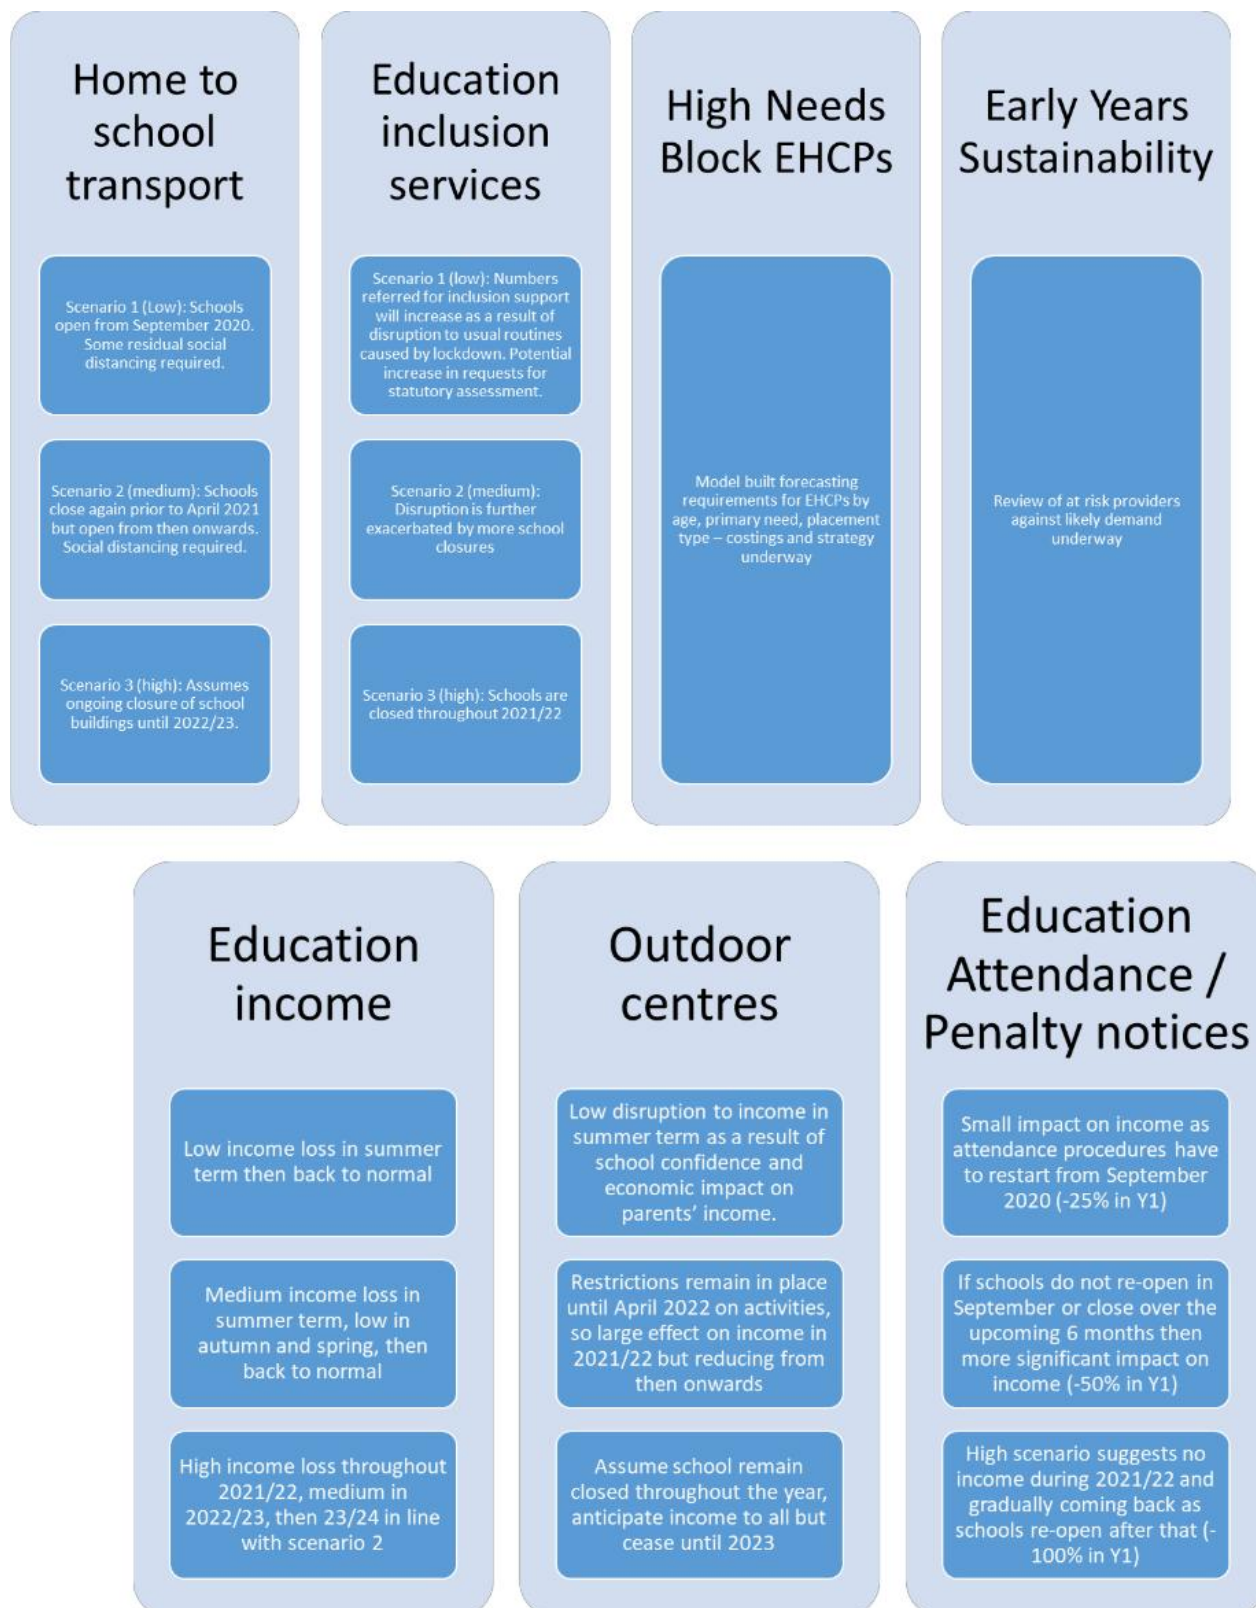 Home to
school
transport
Scenario 1 (Low): Schools
open from September 2020.
Some residual social
distancing required.
Scenario 2 (medium): Schools
close again prior to April 2021
but open from then onwards.
Social distancing required.
Scenario 3 (high): Assumes
ongoing closure of school
buildings until 2022/23.
Education
inclusion
services
Scenario 1 (low): Numbers
referred for inclusion support
will increase as a result of
disruption to usual routines
caused by lockdown. Potential
increase in requests for
statutory assessment.
Scenario 2 (medium):
Disruption is further
exacerbated by more school
closures
Scenario 3 (high): Schools are
closed throughout 2021/22
High Needs
Block EHCPs
Model built forecasting
requirements for EHCPs by
age, primary need, placement
type – costings and strategy
underway
Early Years
Sustainability
Review of at risk providers
against likely demand
underway
Education
income
Low income loss in summer
term then back to normal
Medium income loss in
summer term, low in
autumn and spring, then
back to normal
High income loss throughout
2021/22, medium in
2022/23, then 23/24 in line
with scenario 2
Outdoor
centres
Low disruption to income in
summer term as a result of
school confidence and
economic impact on
parents’ income.
Restrictions remain in place
until April 2022 on activities,
so large effect on income in
2021/22 but reducing from
then onwards
Assume school remain
closed throughout the year,
anticipate income to all but
cease until 2023
Education
Attendance /
Penalty notices
Small impact on income as
attendance procedures have
to restart from September
2020 (-25% in Y1)
If schools do not re-open in
September or close over the
upcoming 6 months then
more significant impact on
income (-50% in Y1)
High scenario suggests no
income during 2021/22 and
gradually coming back as
schools re-open after that (-
100% in Y1)